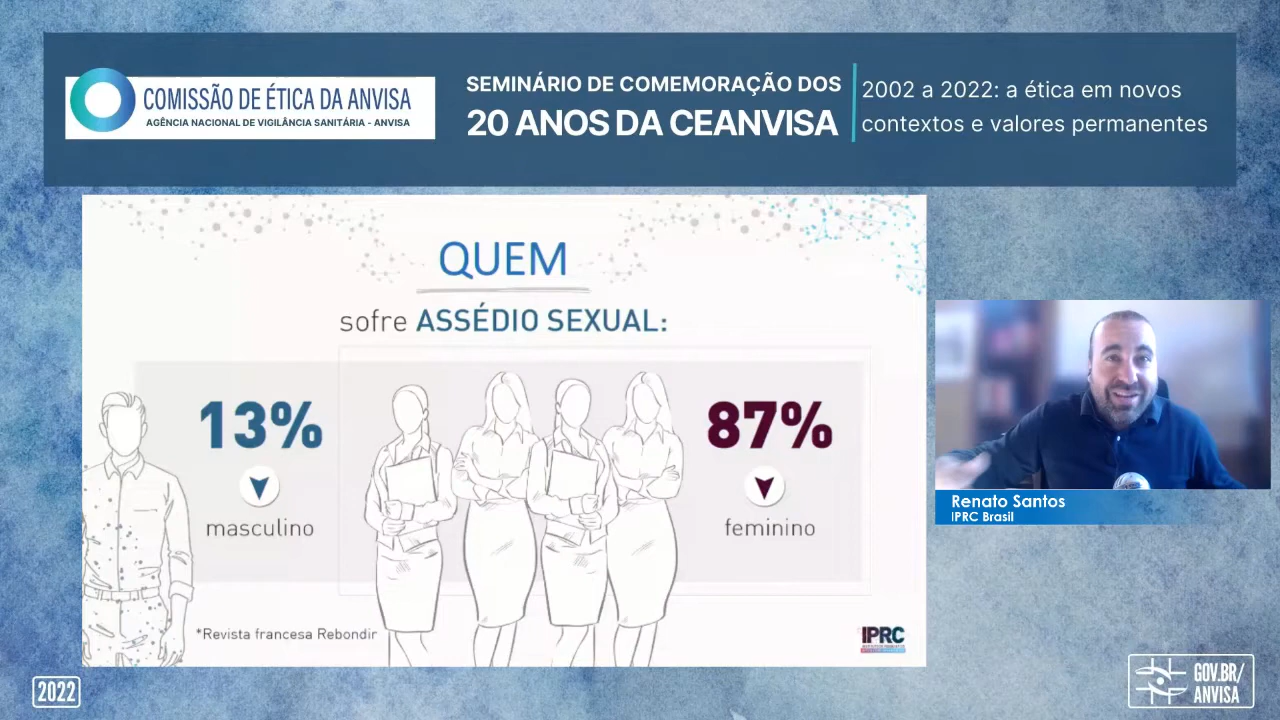 COMISSÃO DE ÉTICA DA ANVISA
AGÊNCIA NACIONAL DE VIGILÂNCIA SANITÁRIA - ANVISA
SEMINÁRIO DE COMEMORAÇÃO DOS
20 ANOS DA CEANVISA
2002 a 2022: a ética em novos
contextos e valores permanentes
QUEM
sofre ASSÉDIO SEXUAL:
13%
masculino
87%
feminino
*Revista francesa Rebondir
IPRC
Renato Santos
IPRC Brasil
2022
GOV.BR/
ANVISA